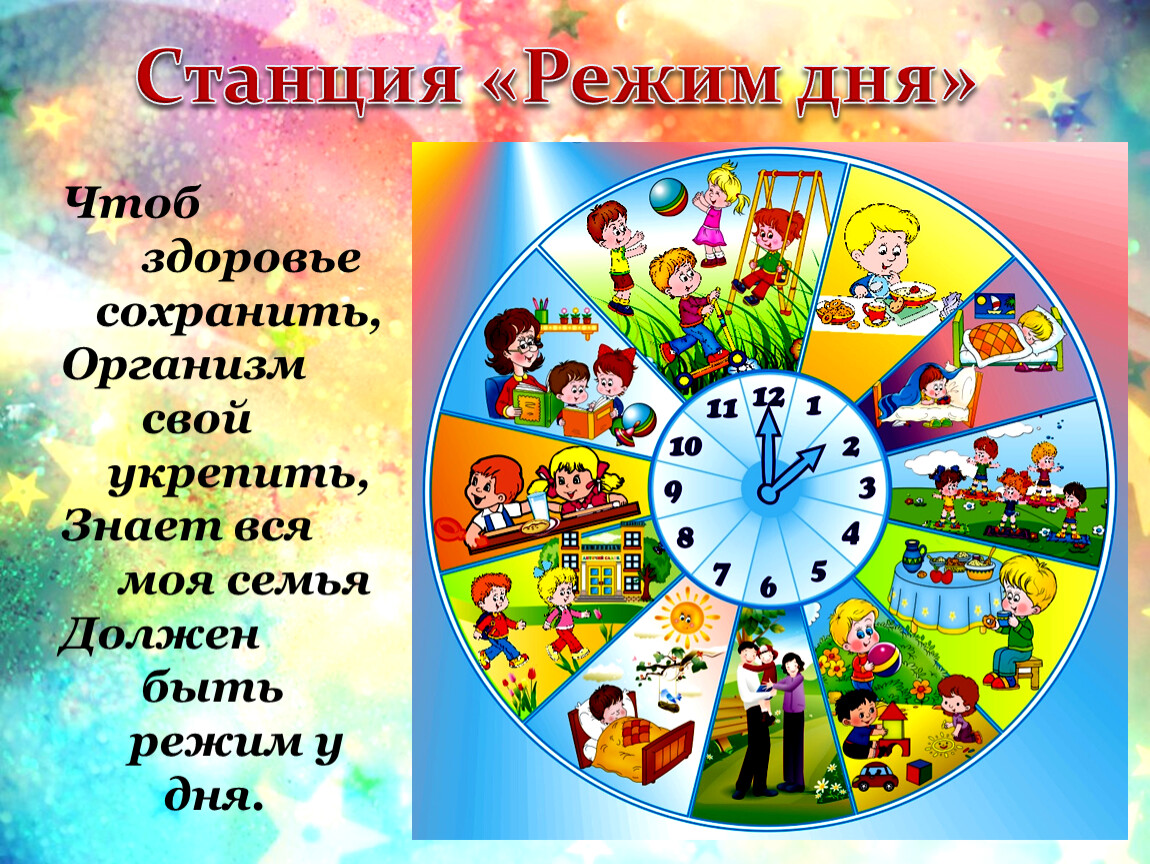 Станция «Режим дня»
Чтоб
здоровье
сохранить,
Организм
свой
укрепить,
Знает вся
моя семья
Должен
быть
режим у
дня.
12
1
2
3
4
5
6
7
8
9
10
11